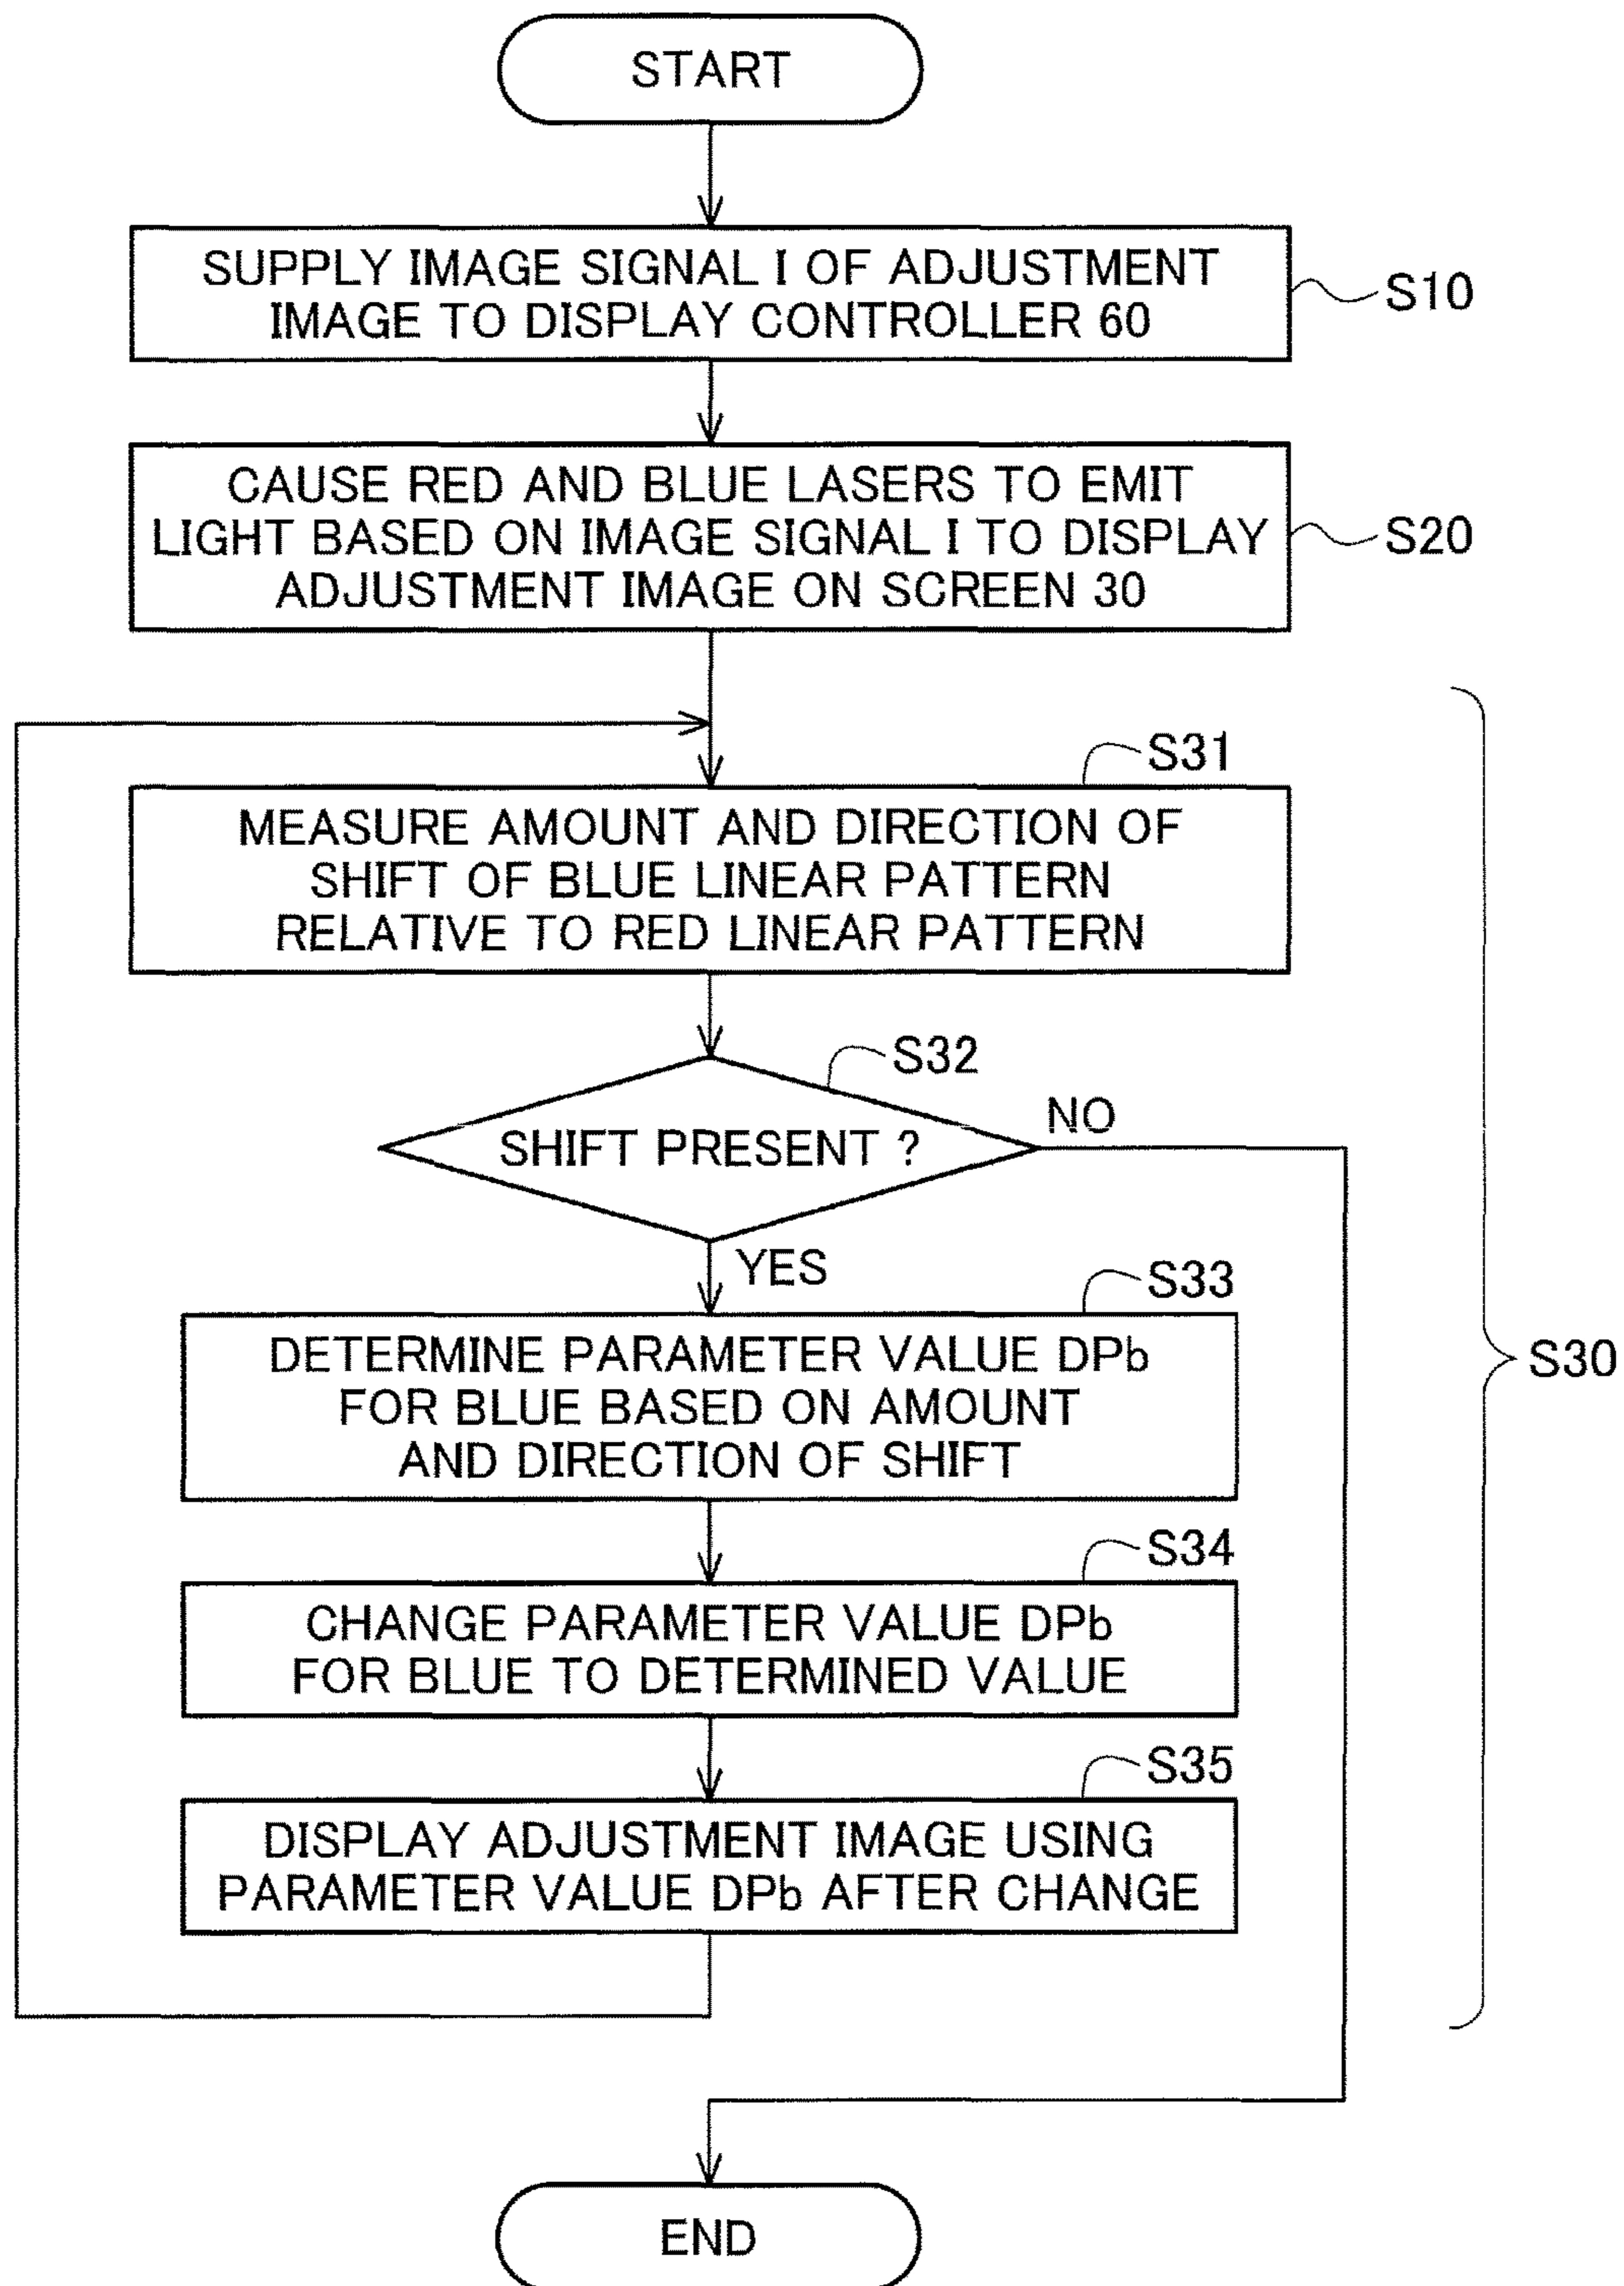 START
SUPPLY IMAGE SIGNAL I OF ADJUSTMENT
IMAGE TO DISPLAY CONTROLLER 60
S10
CAUSE RED AND BLUE LASERS TO EMIT
LIGHT BASED ON IMAGE SIGNAL I TO DISPLAY
ADJUSTMENT IMAGE ON SCREEN 30
S20
S31
MEASURE AMOUNT AND DIRECTION OF
SHIFT OF BLUE LINEAR PATTERN
RELATIVE TO RED LINEAR PATTERN
S32
SHIFT PRESENT ?
NO
YES
S33
DETERMINE PARAMETER VALUE DPb
FOR BLUE BASED ON AMOUNT
AND DIRECTION OF SHIFT
S30
S34
CHANGE PARAMETER VALUE DPb
FOR BLUE TO DETERMINED VALUE
S35
DISPLAY ADJUSTMENT IMAGE USING
PARAMETER VALUE DPb AFTER CHANGE
END